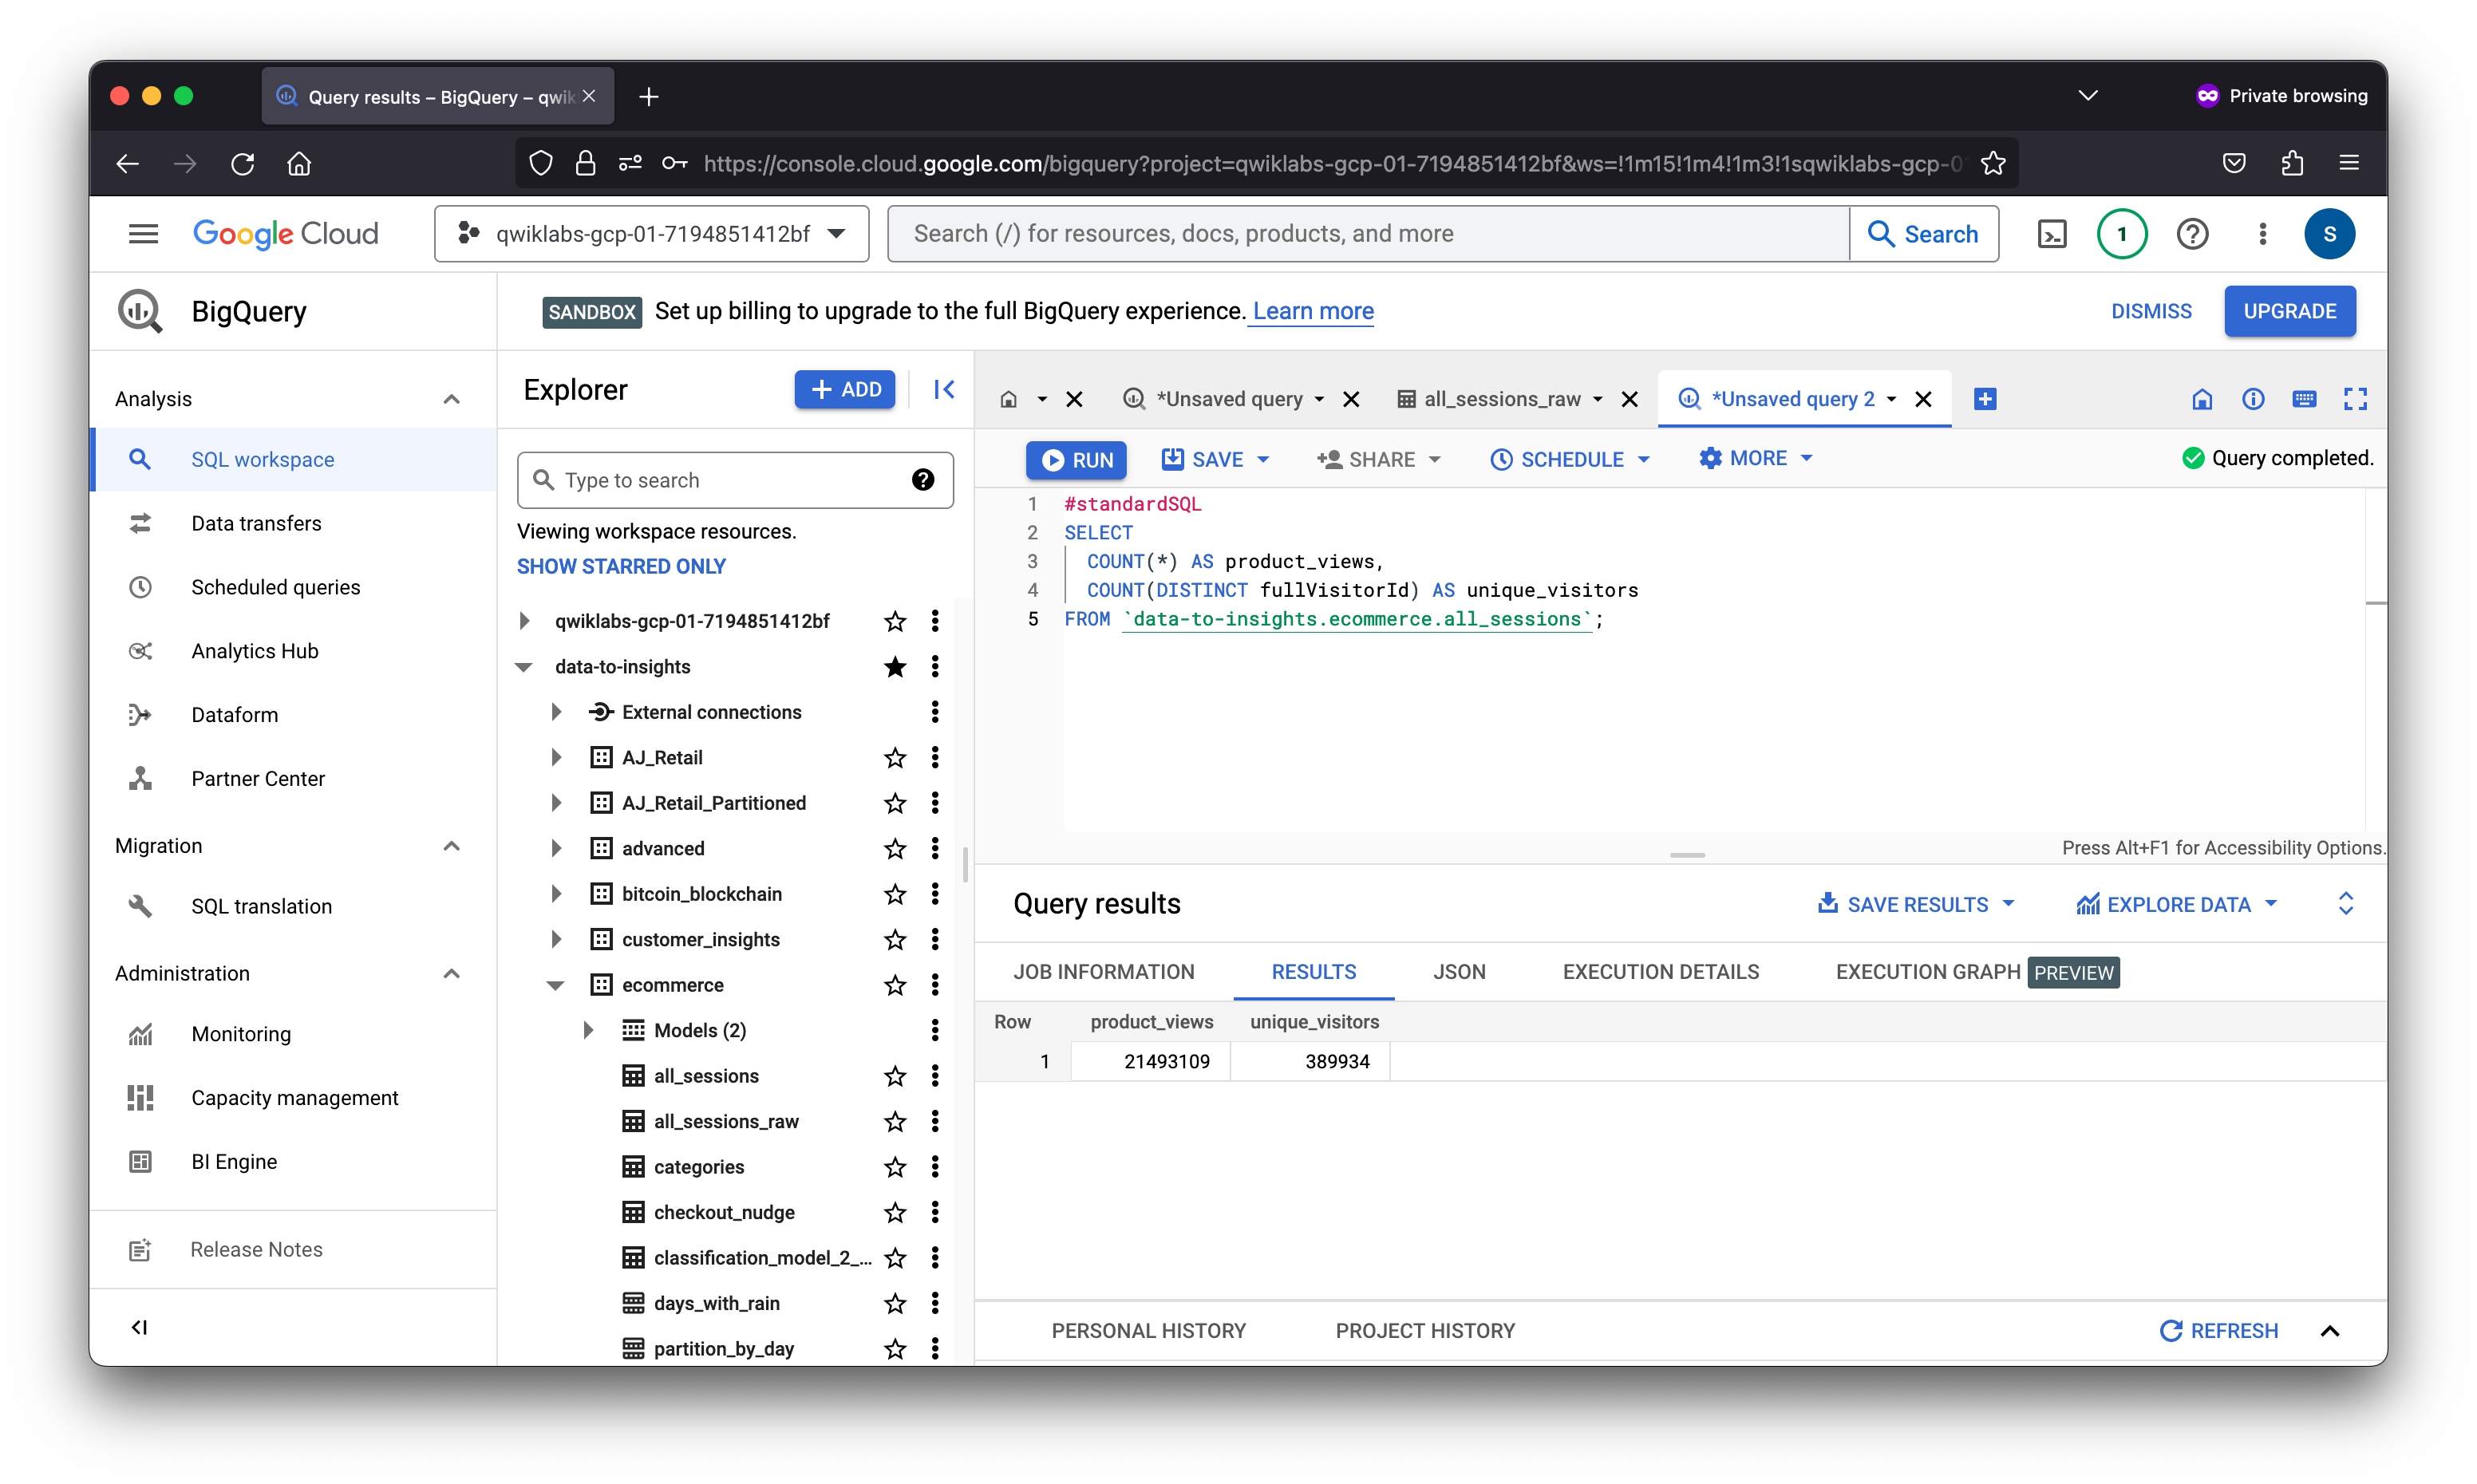 Query results – BigQuery – qwik
Private browsing
https://console.cloud.google.com/bigquery?project=qwiklabs-gcp-01-7194851412bf&ws=!1m15!1m4!1m3!1sqwiklabs-gcp-0
Google Cloud
qwiklabs-gcp-01-7194851412bf
Search (/) for resources, docs, products, and more
Search
1
S
BigQuery
SANDBOX Set up billing to upgrade to the full BigQuery experience. Learn more
DISMISS
UPGRADE
Analysis
SQL workspace
Data transfers
Scheduled queries
Analytics Hub
Dataform
Partner Center
Migration
SQL translation
Administration
Monitoring
Capacity management
BI Engine
Release Notes
Explorer
+ ADD
Type to search
Viewing workspace resources.
SHOW STARRED ONLY
qwiklabs-gcp-01-7194851412bf
data-to-insights
External connections
AJ_Retail
AJ_Retail_Partitioned
advanced
bitcoin_blockchain
customer_insights
ecommerce
Models (2)
all_sessions
all_sessions_raw
categories
checkout_nudge
classification_model_2_...
days_with_rain
partition_by_day
*Unsaved query
all_sessions_raw
*Unsaved query 2
RUN
SAVE
SHARE
SCHEDULE
MORE
Query completed.
1 #standardSQL
2 SELECT
3 COUNT(*) AS product_views,
4 COUNT(DISTINCT fullVisitorId) AS unique_visitors
5 FROM `data-to-insights.ecommerce.all_sessions`;
Press Alt+F1 for Accessibility Options.
Query results
SAVE RESULTS
EXPLORE DATA
JOB INFORMATION
RESULTS
JSON
EXECUTION DETAILS
EXECUTION GRAPH PREVIEW
Row product_views unique_visitors
1 21493109 389934
PERSONAL HISTORY
PROJECT HISTORY
REFRESH